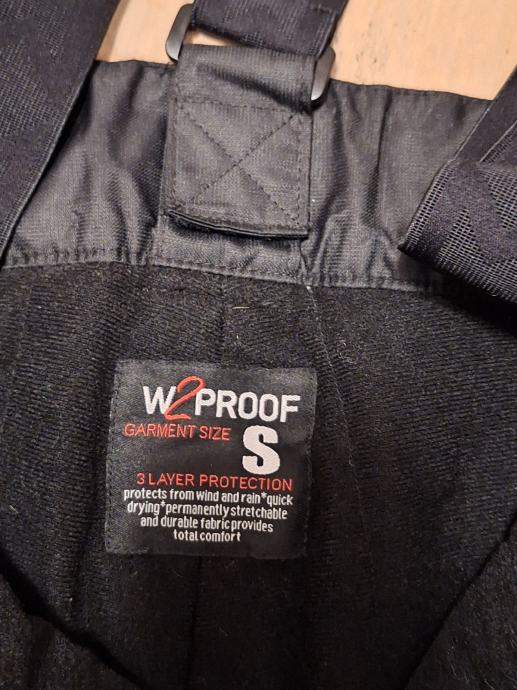 W2PROOF
GARMENT SIZE S
3 LAYER PROTECTION
protects from wind and rain*quick
drying*permanently stretchable
and durable fabric provides
total comfort